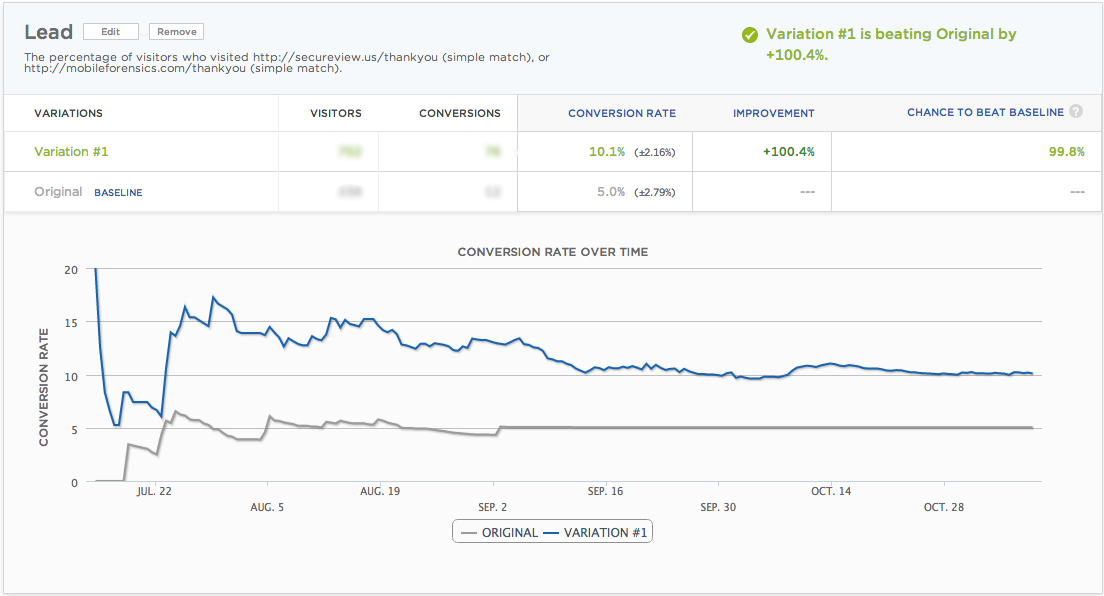 Lead Edit Remove
The percentage of visitors who visited http://secureview.us/thankyou (simple match), or
http://mobileforensics.com/thankyou (simple match).
Variation #1 is beating Original by
+100.4%.
VARIATIONS VISITORS CONVERSIONS CONVERSION RATE IMPROVEMENT CHANCE TO BEAT BASELINE ?
Variation #1 10.1% (±2.16%) +100.4% 99.8%
Original BASELINE 5.0% (±2.79%) --- ---
CONVERSION RATE OVER TIME
CONVERSION RATE
20
15
10
5
0
JUL. 22 AUG. 19 SEP. 16 OCT. 14
AUG. 5 SEP. 2 SEP. 30 OCT. 28
ORIGINAL VARIATION #1